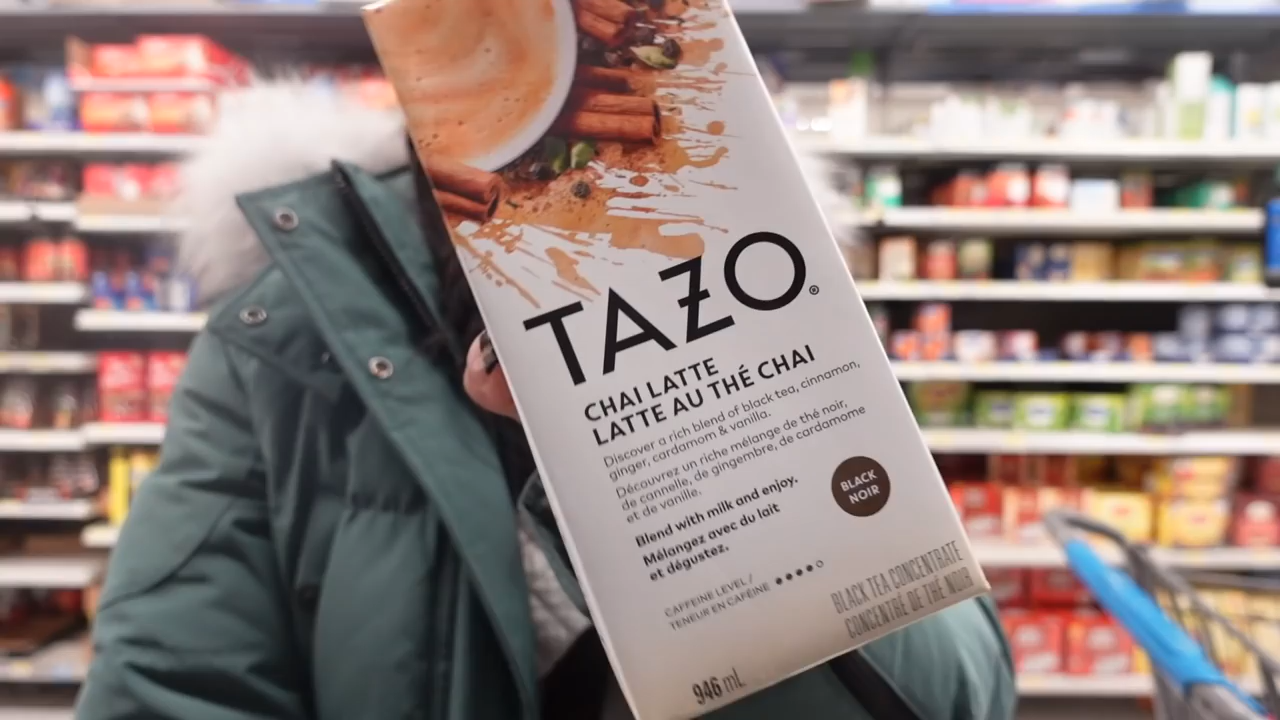 TAZO®
CHAI LATTE
LATTE AU THÉ CHAI
Discover a rich blend of black tea, cinnamon,
ginger, cardamom & vanilla.
Découvrez un riche mélange de thé noir,
de cannelle, de gingembre, de cardamome
et de vanille.
Blend with milk and enjoy.
Mélangez avec du lait
et dégustez.
BLACK
NOIR
CAFFEINE LEVEL /
TENEUR EN CAFÉINE
BLACK TEA CONCENTRATE
CONCENTRÉ DE THÉ NOIR
946 mL